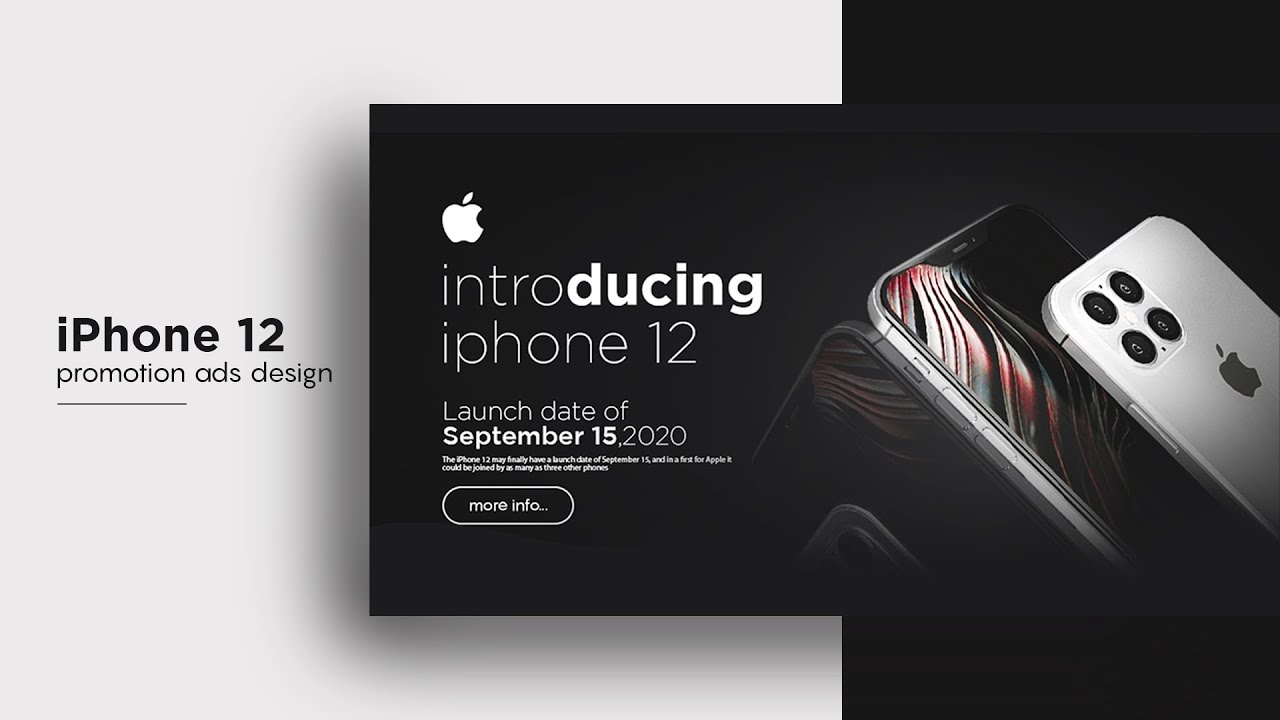 iPhone 12
promotion ads design
introducing
iphone 12
Launch date of
September 15,2020
The iPhone 12 may finally have a launch date of September 15, and in a first for Apple it
could be joined by as many as three other phones
more info...